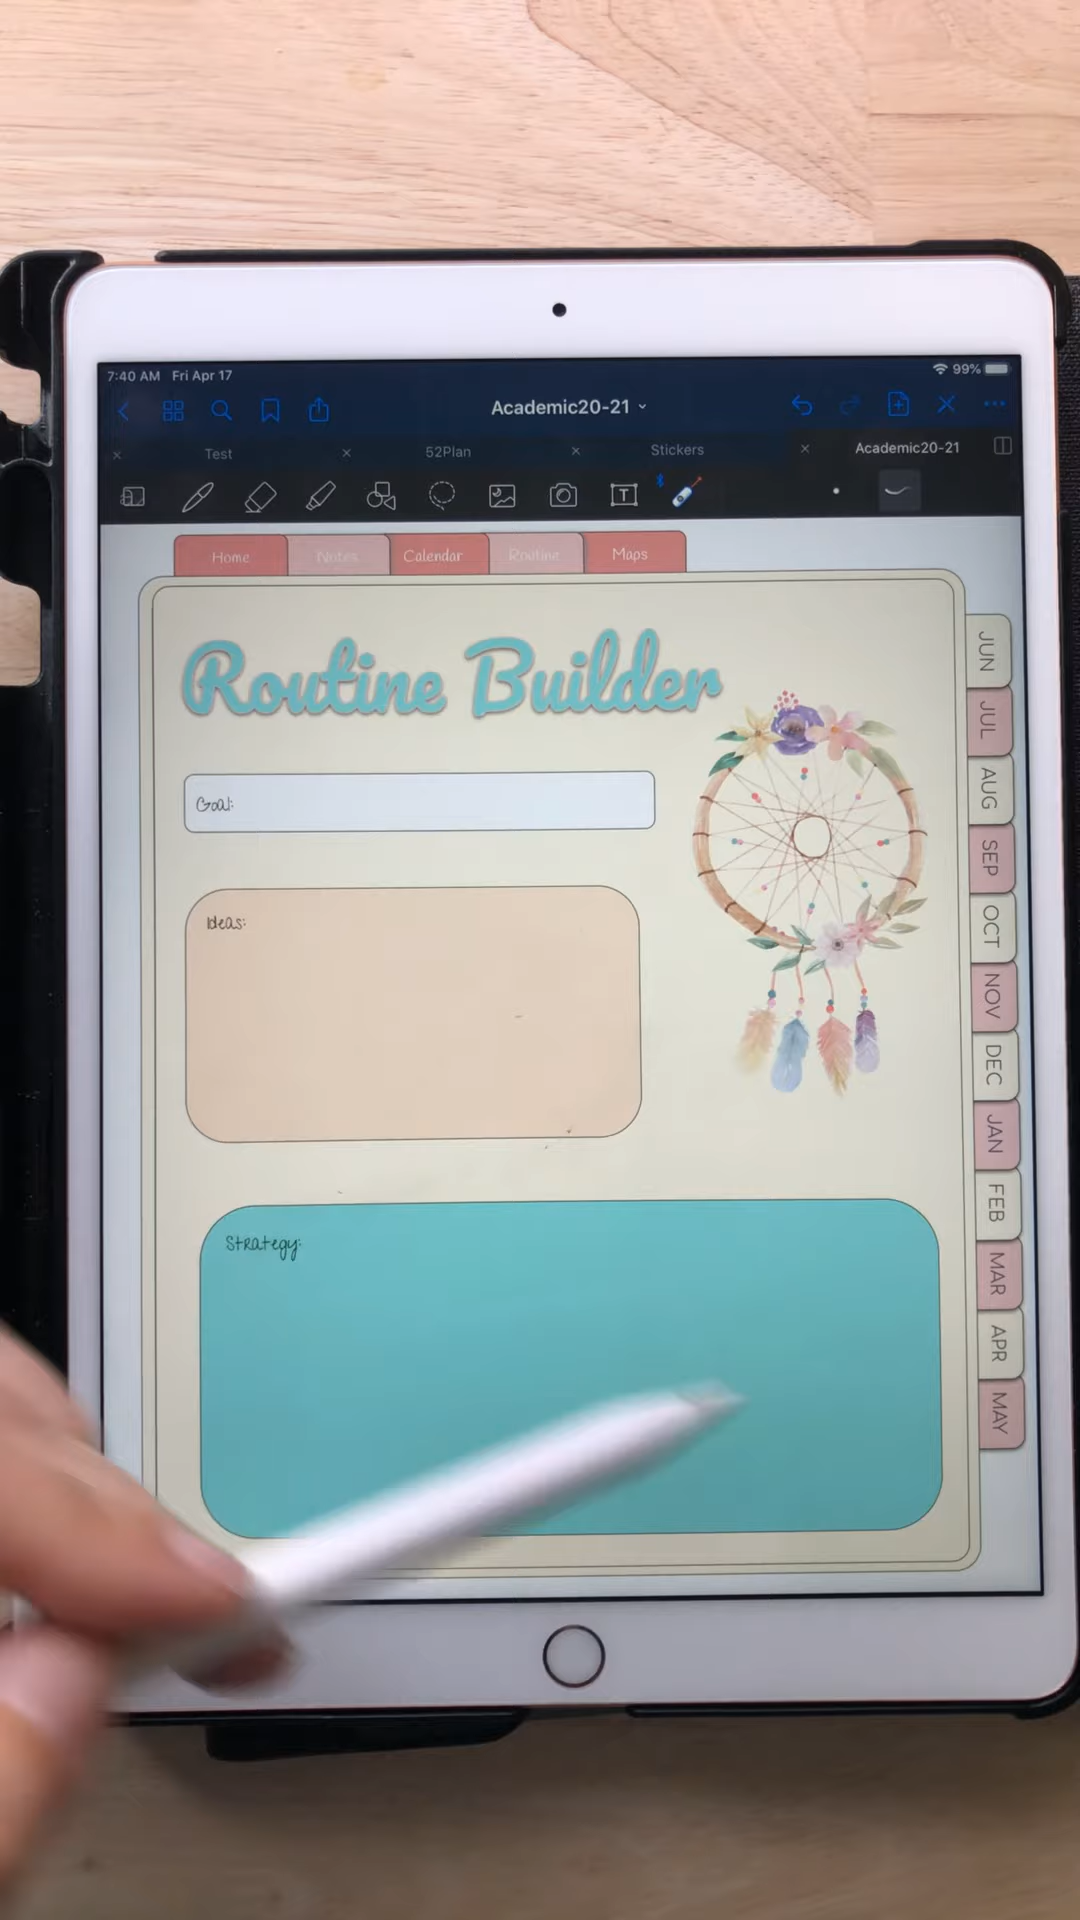 7:40 AM Fri Apr 17
99%
Academic20-21
Test
52Plan
Stickers
Academic20-21
T
Home
Notes
Calendar
Routine
Maps
Routine Builder
Goal:
Ideas:
Strategy:
JUN
JUL
AUG
SEP
OCT
NOV
DEC
JAN
FEB
MAR
APR
MAY